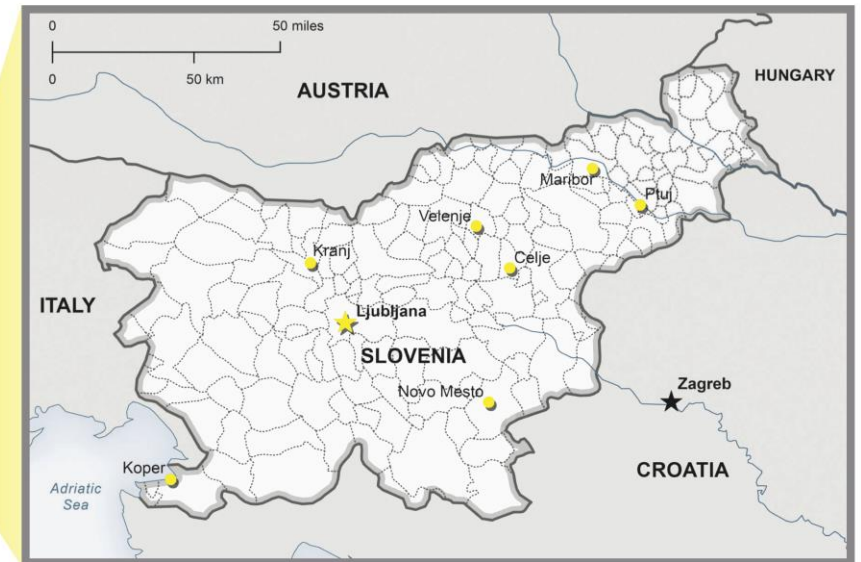 0
50 miles
0
50 km
AUSTRIA
HUNGARY
Maribor
Ptuj
Velenje
Kranj
Celje
ITALY
Ljubljana
SLOVENIA
Zagreb
Novo Mesto
Koper
CROATIA
Adriatic
Sea